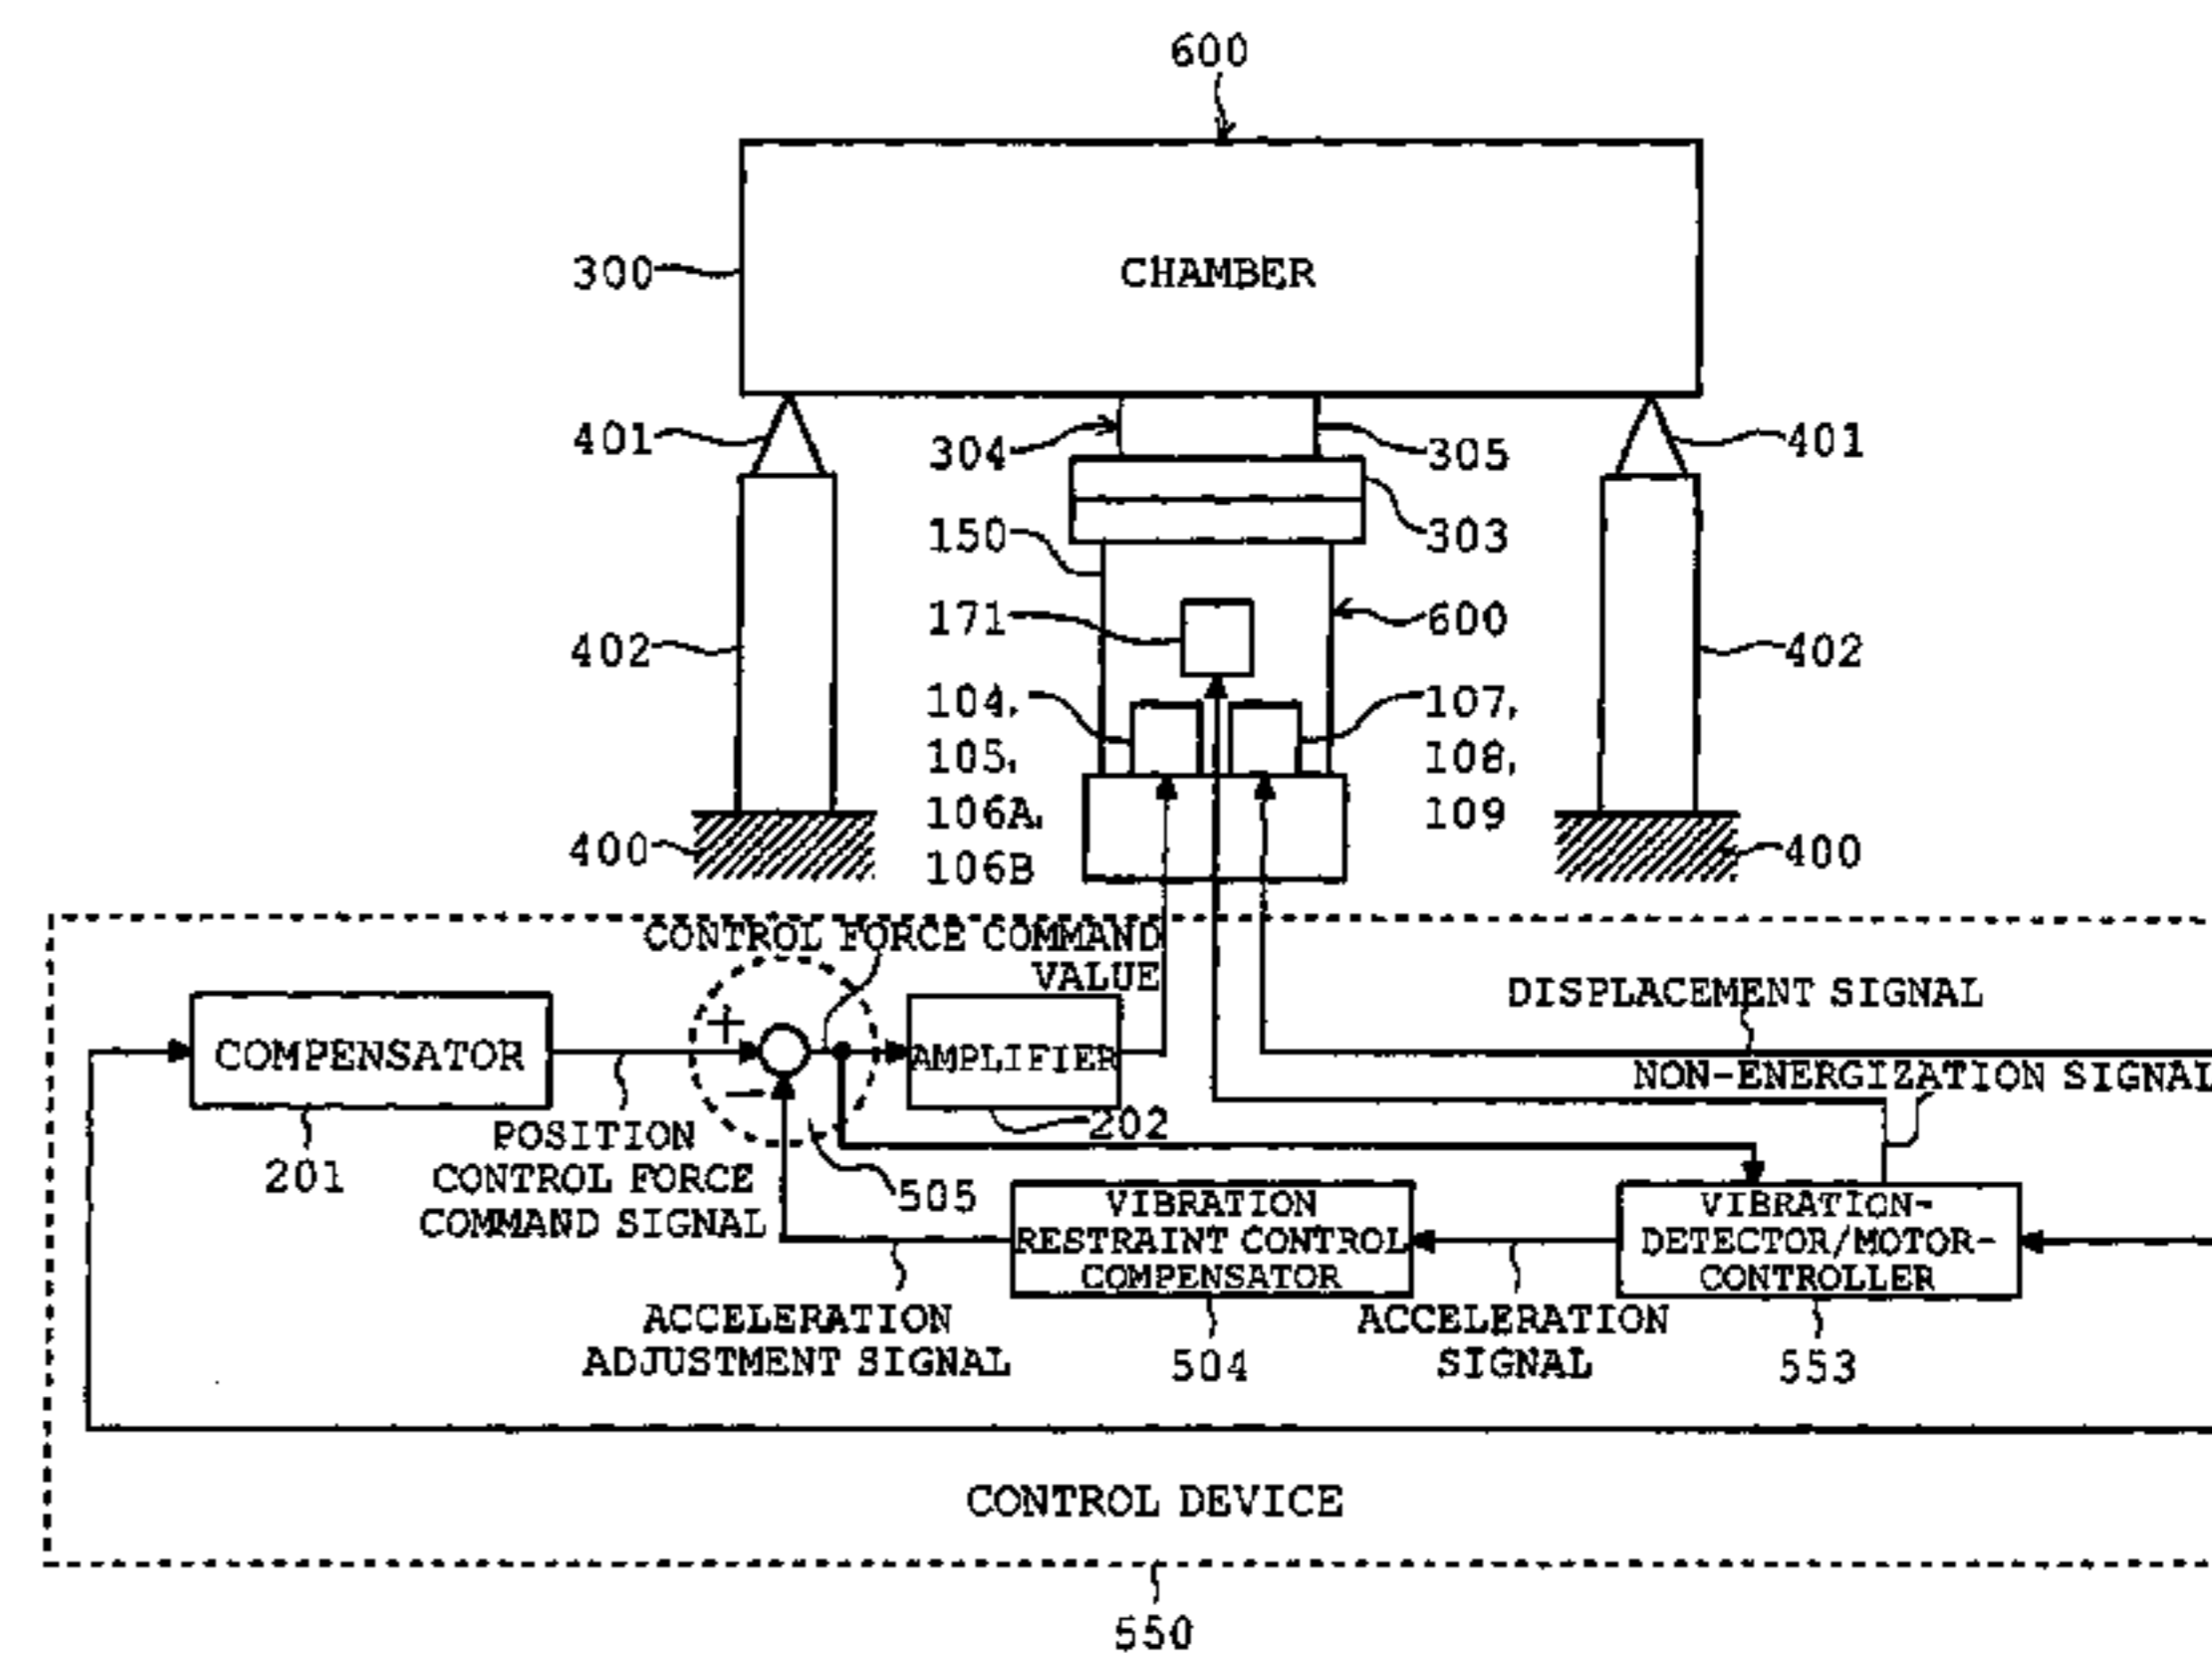 600
CHAMBER
300
401
304
305
401
150
303
171
600
402
402
104,
105,
106A,
106B
107,
108,
109
400
400
CONTROL FORCE COMMAND
VALUE
DISPLACEMENT SIGNAL
NON-ENERGIZATION SIGNAL
COMPENSATOR
+
−
AMPLIFIER
201
202
POSITION
CONTROL FORCE
COMMAND SIGNAL
505
VIBRATION
RESTRAINT CONTROL
COMPENSATOR
VIBRATION-
DETECTOR/MOTOR-
CONTROLLER
ACCELERATION
ADJUSTMENT SIGNAL
504
ACCELERATION
SIGNAL
553
CONTROL DEVICE
550